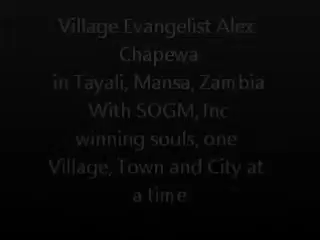 Village Evangelist Alex
Chapewa
in Tayali, Mansa, Zambia
With SOGM, Inc
winning souls, one
Village, Town and City at
a time